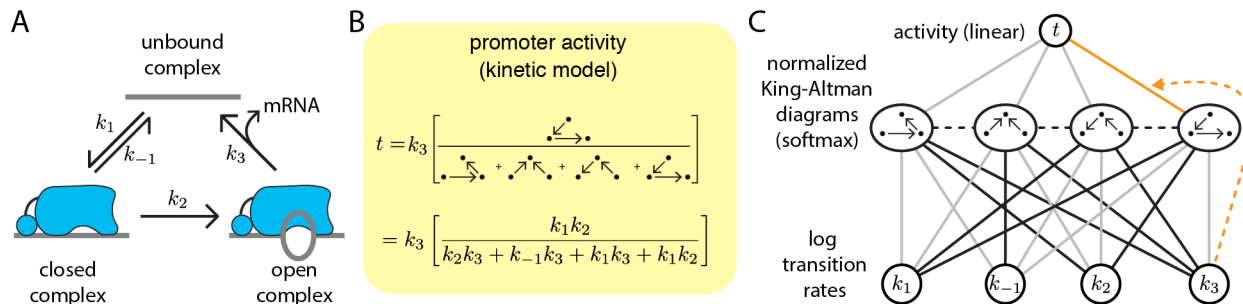 A
unbound
complex
mRNA
k₁
k₋₁
k₃
k₂
closed
complex
open
complex
B
promoter activity
(kinetic model)
t = k₃ [ / + + + ]
= k₃ [ k₁k₂ / k₂k₃ + k₋₁k₃ + k₁k₃ + k₁k₂ ]
C
activity (linear)
t
normalized
King-Altman
diagrams
(softmax)
log
transition
rates
k₁
k₋₁
k₂
k₃